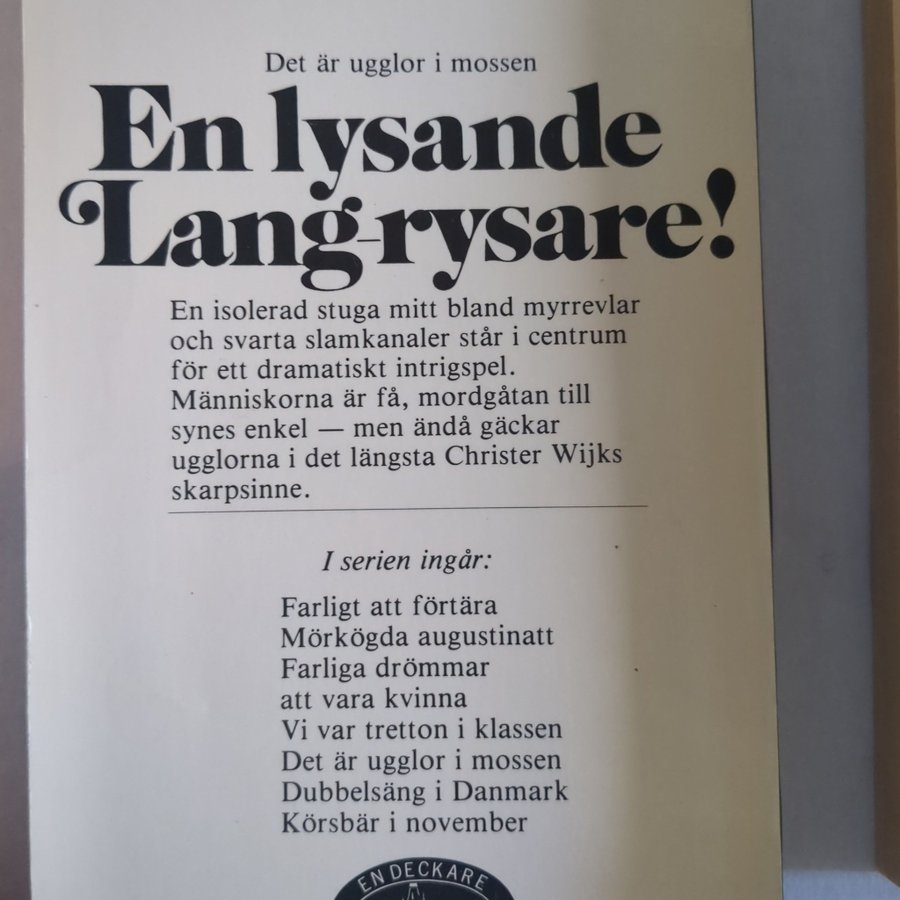 Det är ugglor i mossen
En lysande
Lang-rysare!
En isolerad stuga mitt bland myrrevlar
och svarta slamkanaler står i centrum
för ett dramatiskt intrigspel.
Människorna är få, mordgåtan till
synes enkel — men ändå gäckar
ugglorna i det längsta Christer Wijks
skarpsinne.
I serien ingår:
Farligt att förtära
Mörkögda augustinatt
Farliga drömmar
att vara kvinna
Vi var tretton i klassen
Det är ugglor i mossen
Dubbelsäng i Danmark
Körsbär i november
EN DECKARE